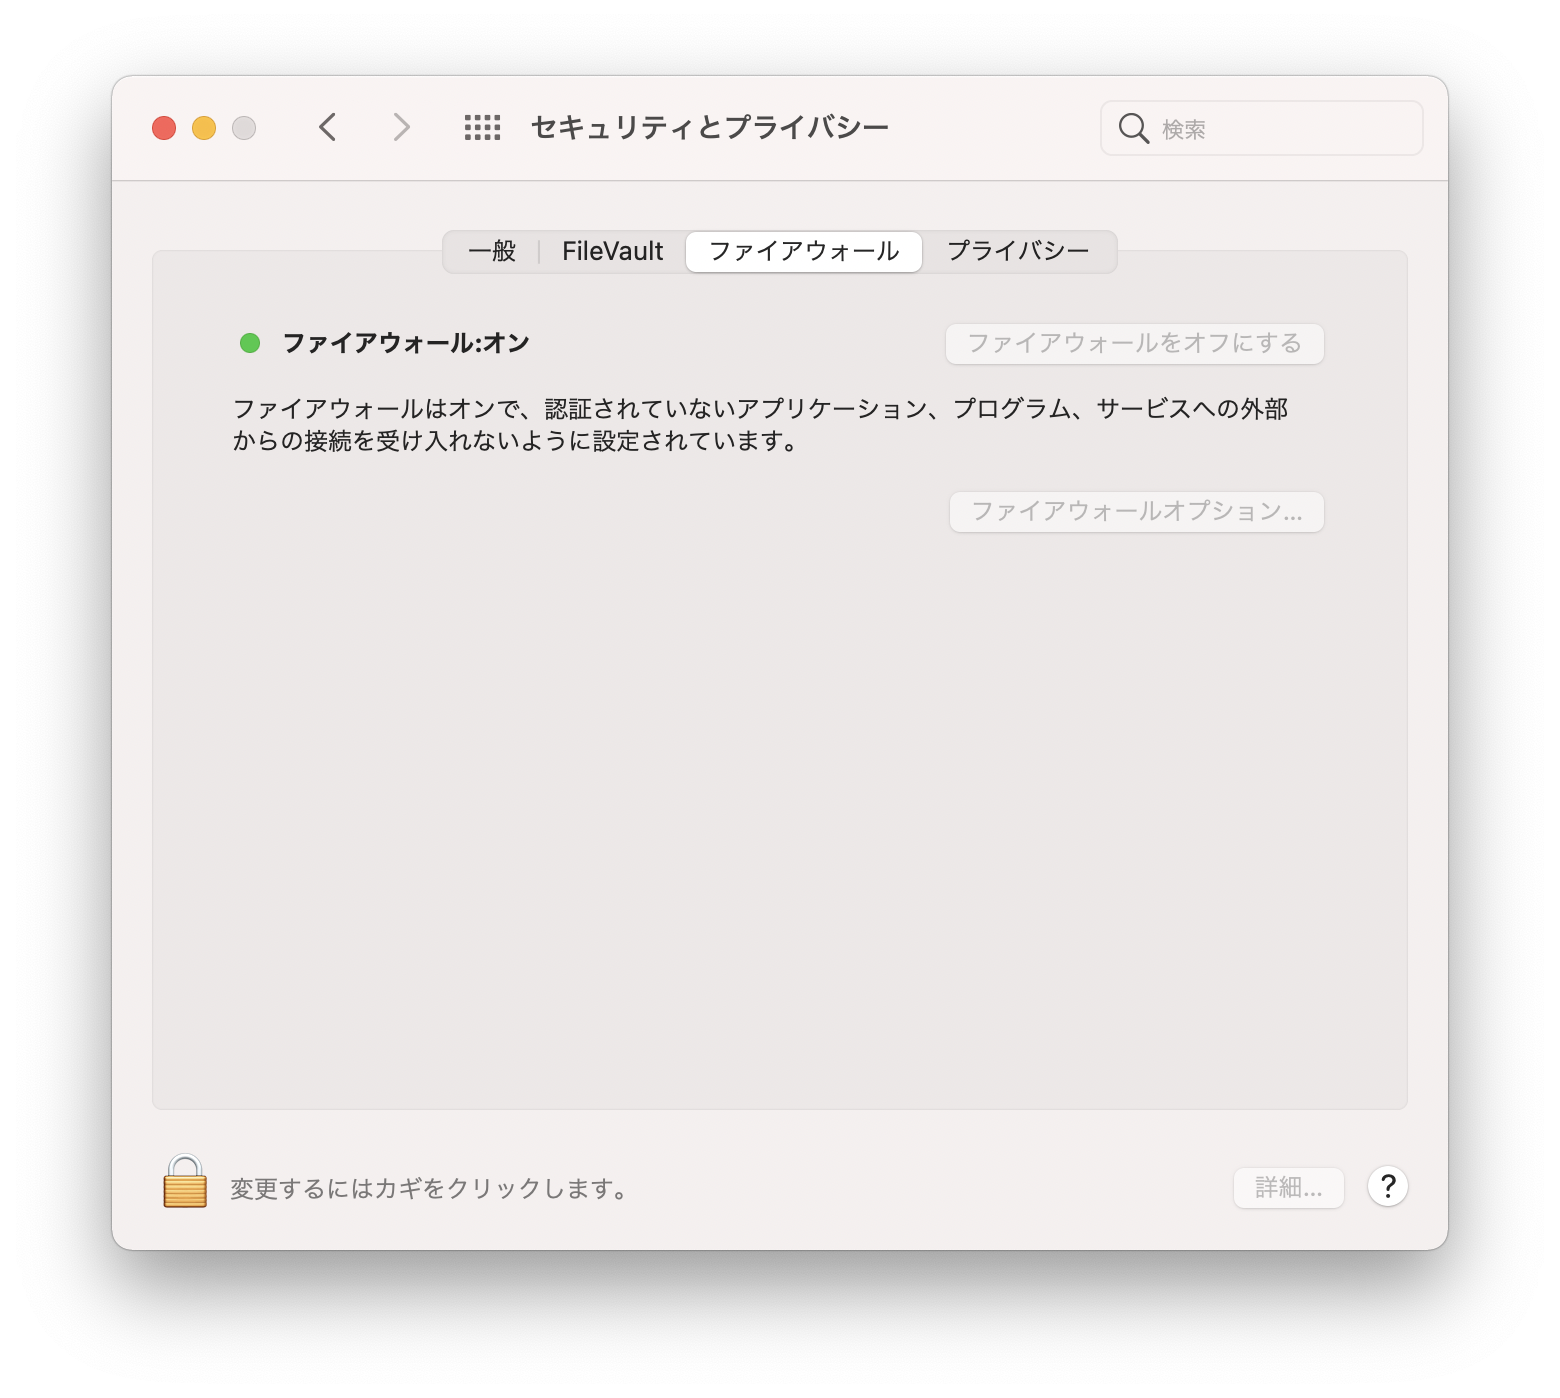 セキュリティとプライバシー
検索
一般
FileVault
ファイアウォール
プライバシー
ファイアウォール:オン
ファイアウォールをオフにする
ファイアウォールはオンで、認証されていないアプリケーション、プログラム、サービスへの外部
からの接続を受け入れないように設定されています。
ファイアウォールオプション...
変更するにはカギをクリックします。
詳細...
?